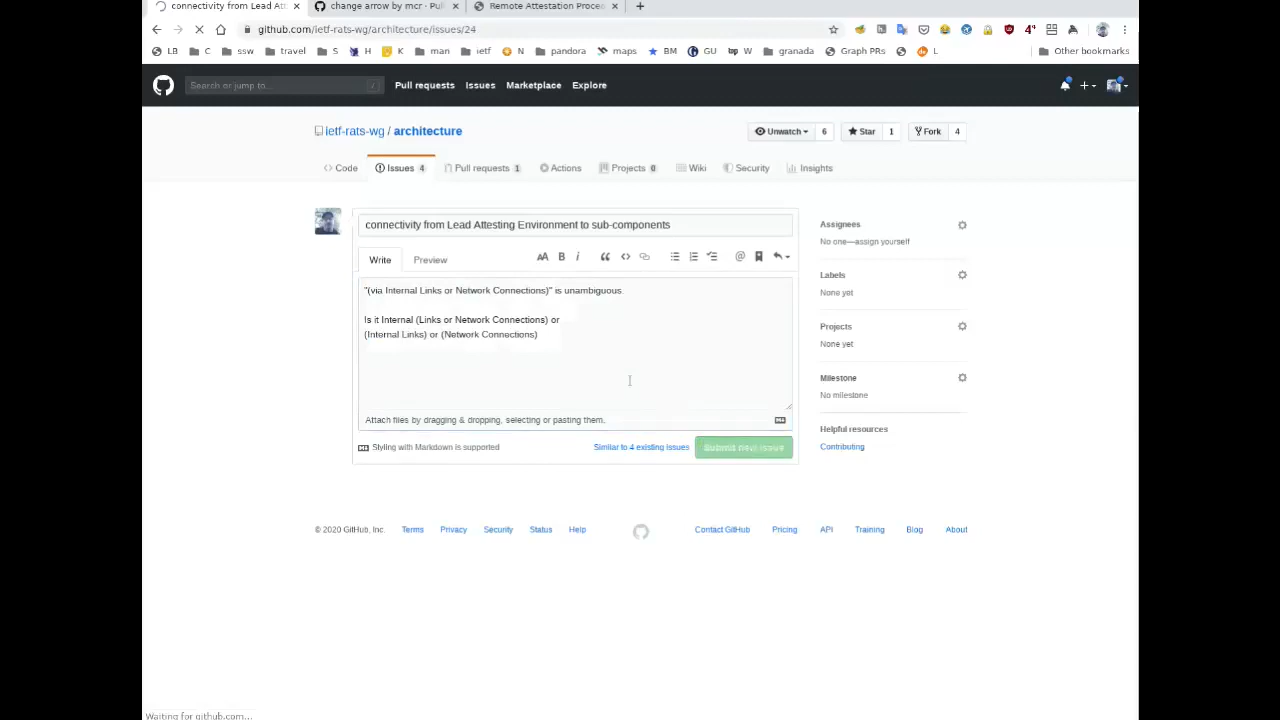 connectivity from Lead Att
change arrow by mcr · Pul
Remote Attestation Proce
github.com/ietf-rats-wg/architecture/issues/24
LB
C
ssw
travel
H
K
mari
ietf
N
pandora
maps
BM
GU
W
granada
Graph PRs
L
Other bookmarks
Search or jump to...
/
Pull requests
Issues
Marketplace
Explore
ietf-rats-wg / architecture
Unwatch 6
Star 1
Fork 4
Code
Issues 4
Pull requests 1
Actions
Projects 0
Wiki
Security
Insights
connectivity from Lead Attesting Environment to sub-components
Write
Preview
"(via Internal Links or Network Connections)" is unambiguous.
Is it Internal (Links or Network Connections) or
(Internal Links) or (Network Connections)
Attach files by dragging & dropping, selecting or pasting them.
Styling with Markdown is supported
Similar to 4 existing issues
Submit new issue
Assignees
No one—assign yourself
Labels
None yet
Projects
None yet
Milestone
No milestone
Helpful resources
Contributing
© 2020 GitHub, Inc.
Terms
Privacy
Security
Status
Help
Contact GitHub
Pricing
API
Training
Blog
About
Waiting for github.com...